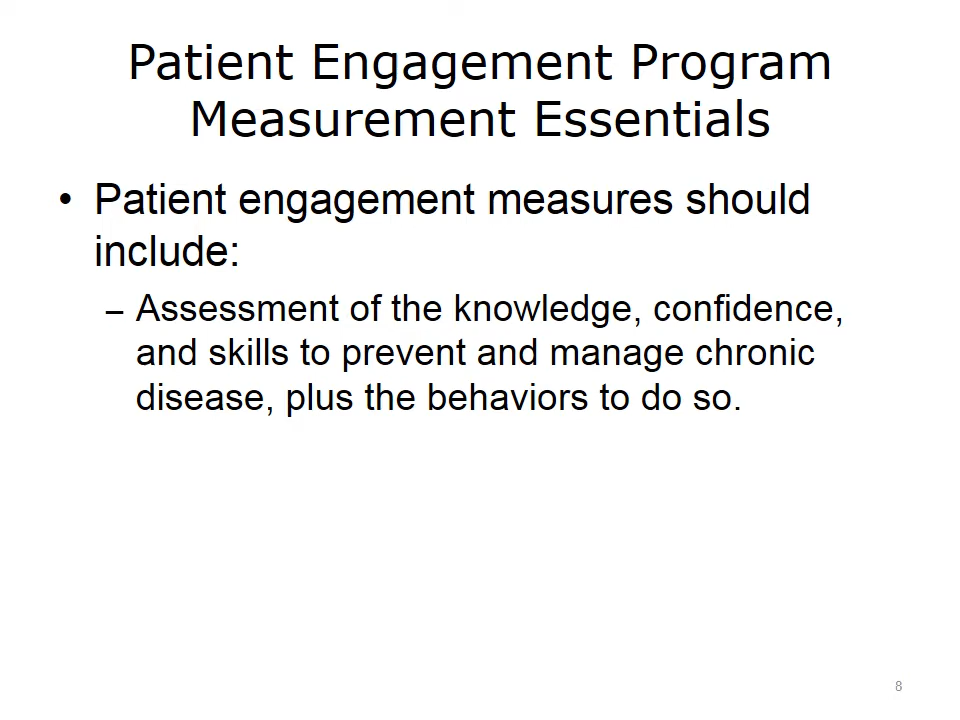 Patient Engagement Program
Measurement Essentials
• Patient engagement measures should
include:
– Assessment of the knowledge, confidence,
and skills to prevent and manage chronic
disease, plus the behaviors to do so.
8